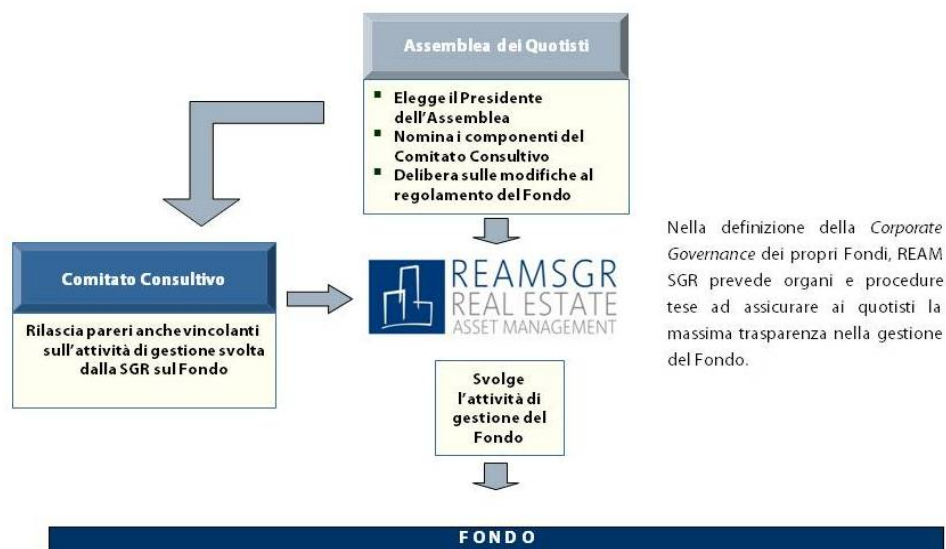 Assemblea dei Quotisti
Elegge il Presidente
dell'Assemblea
Nomina i componenti del
Comitato Consultivo
Delibera sulle modifiche al
regolamento del Fondo
Comitato Consultivo
Rilascia pareri anche vincolanti
sull'attività di gestione svolta
dalla SGR sul Fondo
REAMSGR
REAL ESTATE
ASSET MANAGEMENT
Nella definizione della Corporate
Governance dei propri Fondi, REAM
SGR prevede organi e procedure
tese ad assicurare ai quotisti la
massima trasparenza nella gestione
del Fondo.
Svolge
l'attività di
gestione del
Fondo
FONDO